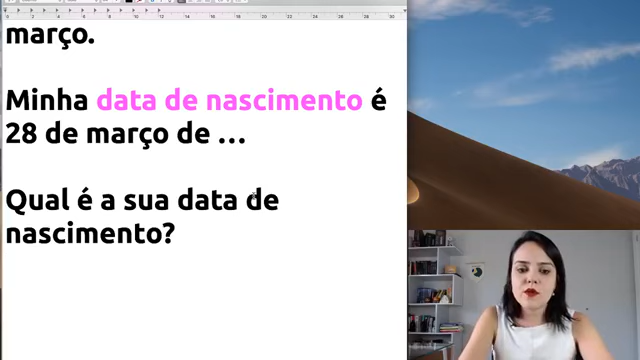 março.
Minha data de nascimento é
28 de março de ...
Qual é a sua data de
nascimento?